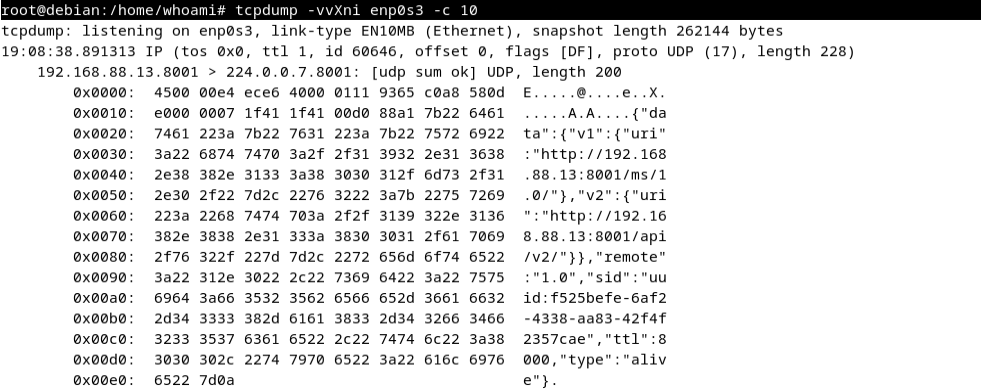 root@debian:/home/whoami# tcpdump -vvXni enp0s3 -c 10
tcpdump: listening on enp0s3, link-type EN10MB (Ethernet), snapshot length 262144 bytes
19:08:38.891313 IP (tos 0x0, ttl 1, id 60646, offset 0, flags [DF], proto UDP (17), length 228)
    192.168.88.13.8001 > 224.0.0.7.8001: [udp sum ok] UDP, length 200
        0x0000:  4500 00e4 ece6 4000 0111 9365 c0a8 580d  E.....@....e..X.
        0x0010:  e000 0007 1f41 1f41 00d0 88a1 7b22 6461  .....A.A....{"da
        0x0020:  7461 223a 7b22 7631 223a 7b22 7572 6922  ta":{"v1":{"uri"
        0x0030:  3a22 6874 7470 3a2f 2f31 3932 2e31 3638  :"http://192.168
        0x0040:  2e38 382e 3133 3a38 3030 312f 6d73 2f31  .88.13:8001/ms/1
        0x0050:  2e30 2f22 7d2c 2276 3222 3a7b 2275 7269  .0/"},"v2":{"uri
        0x0060:  223a 2268 7474 703a 2f2f 3139 322e 3136  ":"http://192.16
        0x0070:  382e 3838 2e31 333a 3830 3031 2f61 7069  8.88.13:8001/api
        0x0080:  2f76 322f 227d 7d2c 2272 656d 6f74 6522  /v2/"}},"remote"
        0x0090:  3a22 312e 3022 2c22 7369 6422 3a22 7575  :"1.0","sid":"uu
        0x00a0:  6964 3a66 3532 3562 6566 652d 3661 6632  id:f525befe-6af2
        0x00b0:  2d34 3333 382d 6161 3833 2d34 3266 3466  -4338-aa83-42f4f
        0x00c0:  3233 3537 6361 6522 2c22 7474 6c22 3a38  2357cae","ttl":8
        0x00d0:  3030 302c 2274 7970 6522 3a22 616c 6976  000,"type":"aliv
        0x00e0:  6522 7d0a                                e"}.